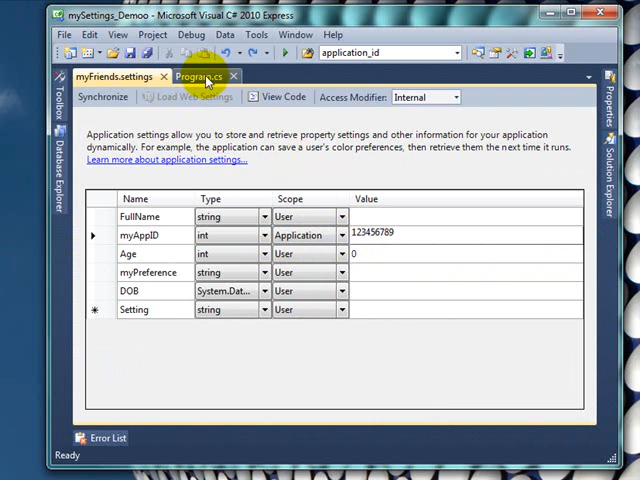 mySettings_Demoo - Microsoft Visual C# 2010 Express
File Edit View Project Debug Data Tools Window Help
application_id
myFriends.settings Program.cs
Synchronize Load Web Settings View Code Access Modifier: Internal
Application settings allow you to store and retrieve property settings and other information for your application
dynamically. For example, the application can save a user's color preferences, then retrieve them the next time it runs.
Learn more about application settings...
Name Type Scope Value
FullName string User
myAppID int Application 123456789
Age int User 0
myPreference string User
DOB System.Dat... User
Setting string User
Toolbox
Database Explorer
Properties
Solution Explorer
Error List
Ready